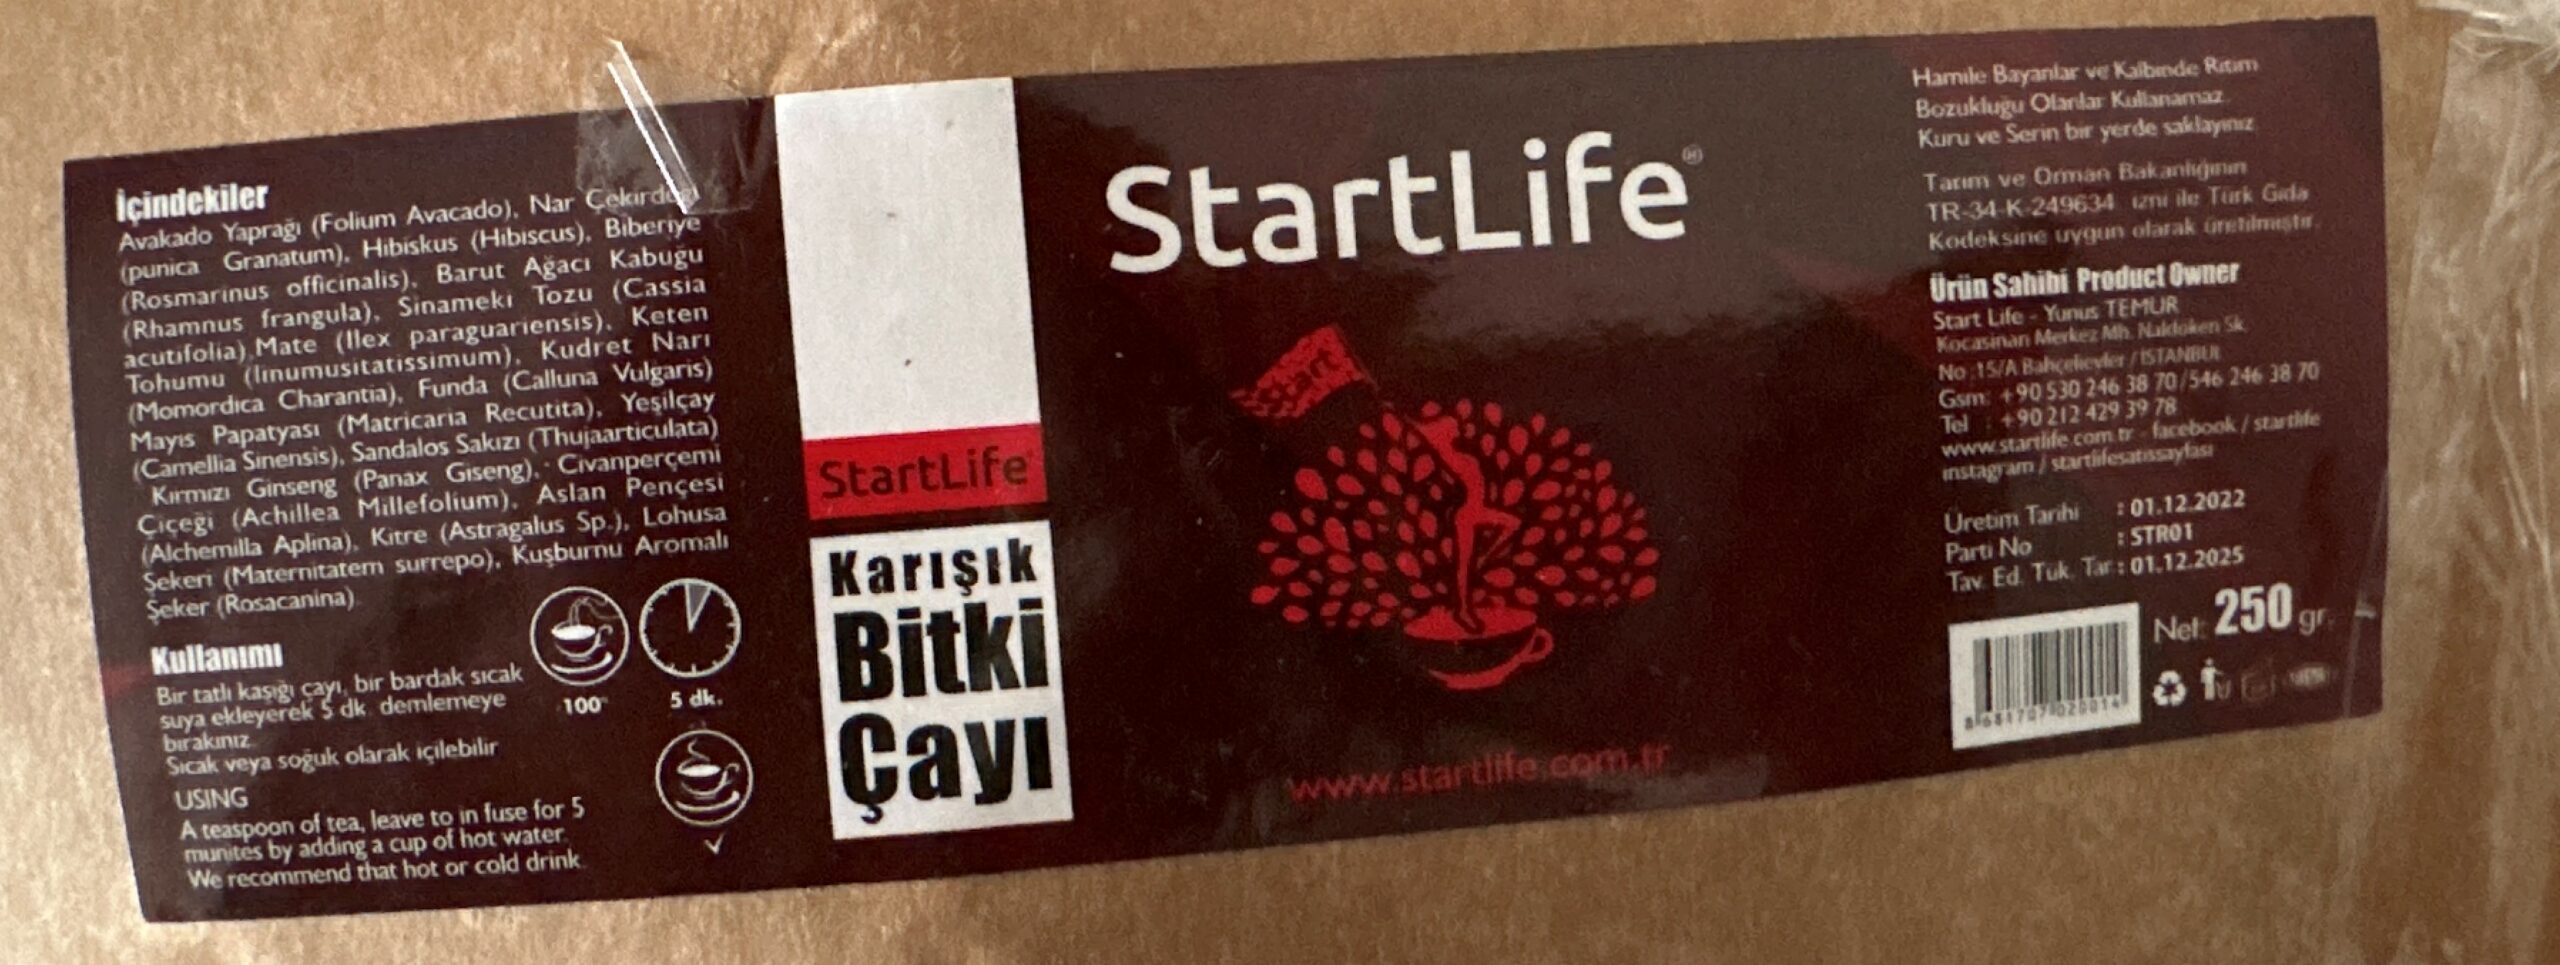 İçindekiler
Avakado Yaprağı (Folium Avacado), Nar Çekirdeği
(punica Granatum), Hibiskus (Hibiscus), Biberiye
(Rosmarinus officinalis), Barut Ağacı Kabuğu
(Rhamnus frangula), Sinameki Tozu (Cassia
acutifolia) Mate (Ilex paraguariensis), Keten
Tohumu (lınumusitatissimum), Kudret Narı
(Momordica Charantia), Funda (Calluna Vulgaris)
Mayıs Papatyası (Matricaria Recutita), Yeşilçay
(Camellia Sinensis), Sandalos Sakızı (Thujaarticulata)
Kırmızı Ginseng (Panax Giseng), Civanperçemi
Çiçeği (Achillea Millefolium), Aslan Pençesi
(Alchemilla Aplina), Kitre (Astragalus Sp.), Lohusa
Şekeri (Maternitatem surrepo), Kuşburnu Aromalı
Şeker (Rosacanina)
Kullanımı
Bir tatlı kaşığı çayı, bir bardak sıcak
suya ekleyerek 5 dk. demlemeye
bırakınız
Sıcak veya soğuk olarak içilebilir
100°
5 dk.
USING
A teaspoon of tea, leave to in fuse for 5
munites by adding a cup of hot water.
We recommend that hot or cold drink.
StartLife
Karışık
Bitki
Çayı
StartLife®
Start
www.startlife.com.tr
Hamile Bayanlar ve Kalbinde Ritim
Bozukluğu Olanlar Kullanamaz.
Kuru ve Serin bir yerde saklayınız
Tarım ve Orman Bakanlığının
TR-34-K-249634 izni ile Türk Gıda
Kodeksine uygun olarak üretilmiştir.
Ürün Sahibi Product Owner
Start Life - Yunus TEMUR
Kocasinan Merkez Mh. Sk.
No :15/A Bahçelievler / İSTANBUL
Gsm: +90 530 246 38 70/546 246 38 70
Tel : +90 212 429 39 78
www.startlife.com.tr - facebook / startlife
instagram / startlifesatissayfasi
Üretim Tarihi : 01.12.2022
Parti No : STR01
Tav. Ed. Tük. Tar : 01.12.2025
Net: 250 gr.
8 681707 020014